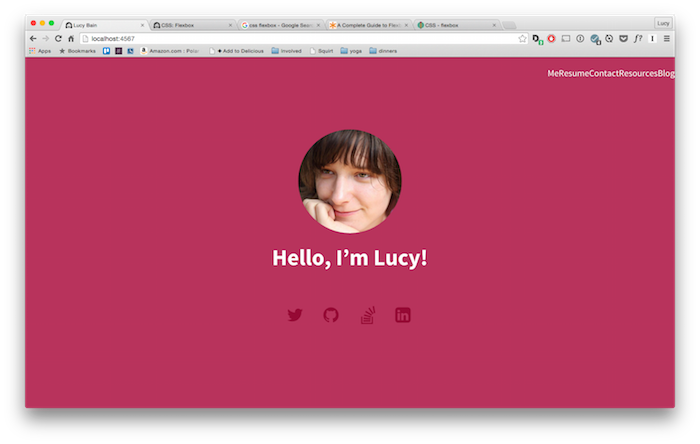 Lucy Bain
CSS: Flexbox
css flexbox - Google Sear
A Complete Guide to Flexb
CSS - flexbox
Lucy
localhost:4567
Apps
Bookmarks
Amazon.com : Polar
+ Add to Delicious
involved
Squirt
yoga
dinners
MeResumeContactResourcesBlog
Hello, I'm Lucy!